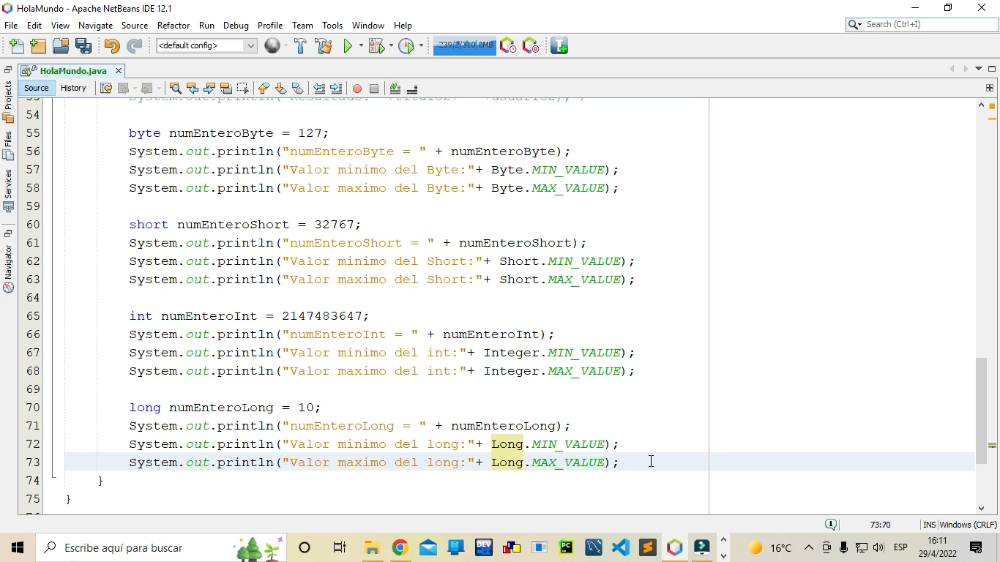 HolaMundo - Apache NetBeans IDE 12.1
File Edit View Navigate Source Refactor Run Debug Profile Team Tools Window Help
Search (Ctrl+I)
<default config>
239,2/310,0MB
HolaMundo.java
Source History
Projects
Files
Services
Navigator
54
55 byte numEnteroByte = 127;
56 System.out.println("numEnteroByte = " + numEnteroByte);
57 System.out.println("Valor minimo del Byte:"+ Byte.MIN_VALUE);
58 System.out.println("Valor maximo del Byte:"+ Byte.MAX_VALUE);
59
60 short numEnteroShort = 32767;
61 System.out.println("numEnteroShort = " + numEnteroShort);
62 System.out.println("Valor minimo del Short:"+ Short.MIN_VALUE);
63 System.out.println("Valor maximo del Short:"+ Short.MAX_VALUE);
64
65 int numEnteroInt = 2147483647;
66 System.out.println("numEnteroInt = " + numEnteroInt);
67 System.out.println("Valor minimo del int:"+ Integer.MIN_VALUE);
68 System.out.println("Valor maximo del int:"+ Integer.MAX_VALUE);
69
70 long numEnteroLong = 10;
71 System.out.println("numEnteroLong = " + numEnteroLong);
72 System.out.println("Valor minimo del long:"+ Long.MIN_VALUE);
73 System.out.println("Valor maximo del long:"+ Long.MAX_VALUE);
74 }
75 }
1 73:70 INS Windows (CRLF)
Escribe aquí para buscar
DEV
PC
16°C
ESP
16:11
29/4/2022